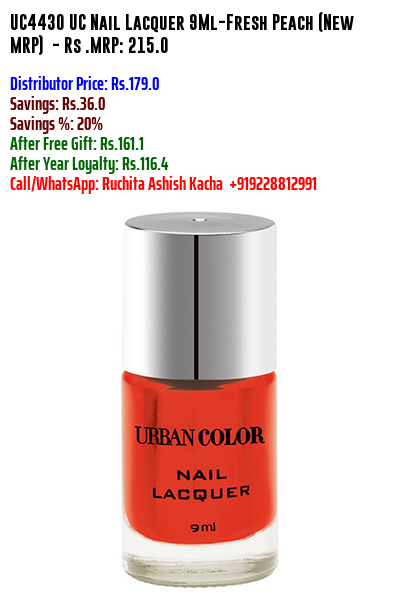 UC4430 UC Nail Lacquer 9Ml-Fresh Peach (New
MRP) - Rs .MRP: 215.0
Distributor Price: Rs.179.0
Savings: Rs.36.0
Savings %: 20%
After Free Gift: Rs.161.1
After Year Loyalty: Rs.116.4
Call/WhatsApp: Ruchita Ashish Kacha +919228812991
URBAN COLOR
NAIL
LACQUER
9ml